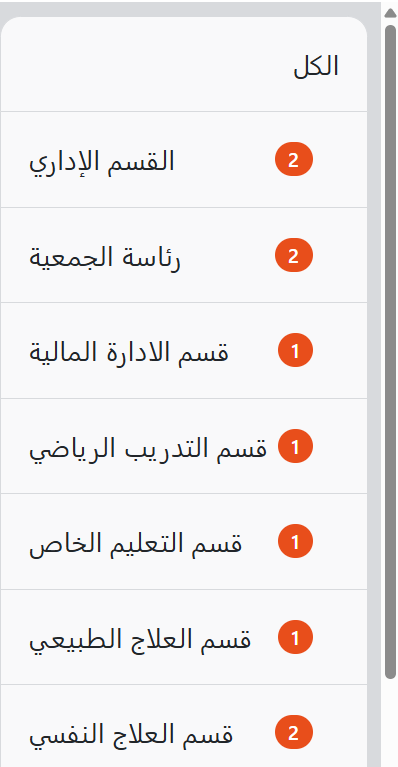 الكل
2 القسم الإداري
2 رئاسة الجمعية
1 قسم الادارة المالية
1 قسم التدريب الرياضي
1 قسم التعليم الخاص
1 قسم العلاج الطبيعي
2 قسم العلاج النفسي